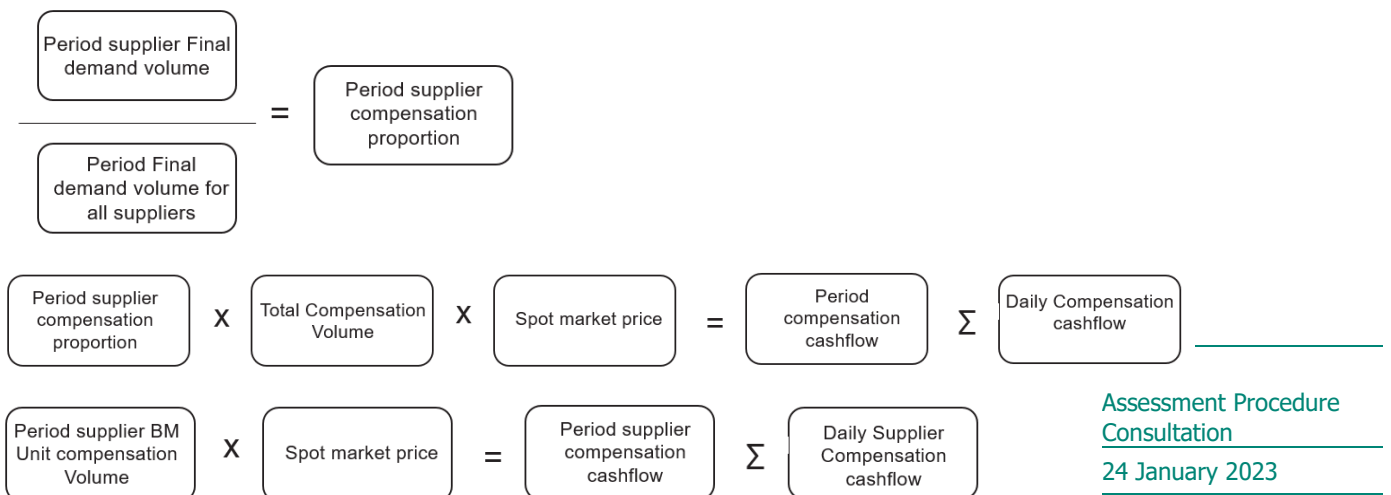 Period supplier Final
demand volume
=
Period supplier
compensation
proportion
Period Final
demand volume for
all suppliers
Period supplier
compensation
proportion
x
Total Compensation
Volume
x
Spot market price
=
Period
compensation
cashflow
Σ
Daily Compensation
cashflow
Period supplier BM
Unit compensation
Volume
x
Spot market price
=
Period supplier
compensation
cashflow
Σ
Daily Supplier
Compensation
cashflow
Assessment Procedure
Consultation
24 January 2023